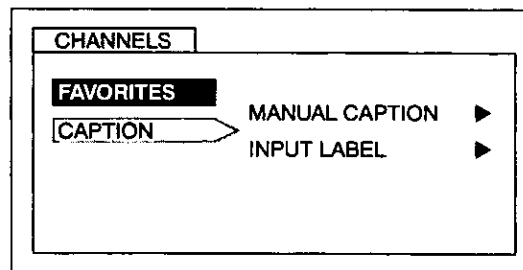 CHANNELS
FAVORITES
CAPTION
MANUAL CAPTION
INPUT LABEL